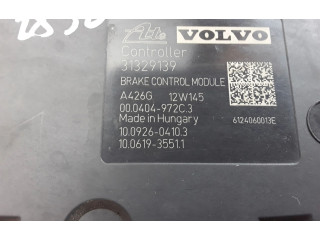 Ate VOLVO
Controller
31329139
BRAKE CONTROL MODULE
A426G 12W145
00.0404-972C.3
Made in Hungary
6124060013E
10.0926-0410.3
10.0619-3551.1